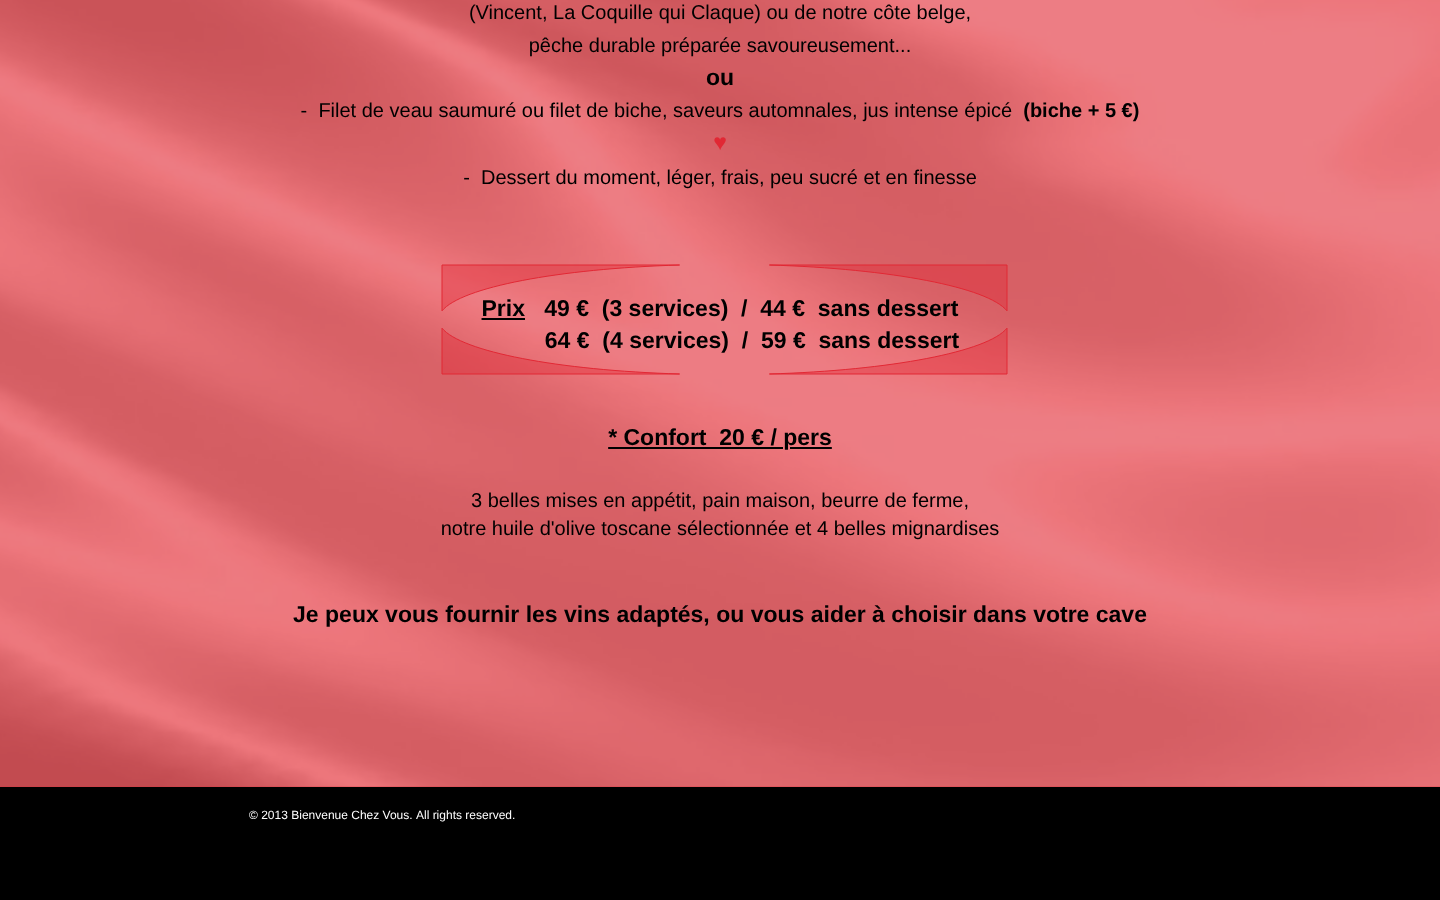 (Vincent, La Coquille qui Claque) ou de notre côte belge,
pêche durable préparée savoureusement...
ou
- Filet de veau saumuré ou filet de biche, saveurs automnales, jus intense épicé (biche + 5 €)
♥
- Dessert du moment, léger, frais, peu sucré et en finesse
Prix 49 € (3 services) / 44 € sans dessert
64 € (4 services) / 59 € sans dessert
* Confort 20 € / pers
3 belles mises en appétit, pain maison, beurre de ferme,
notre huile d'olive toscane sélectionnée et 4 belles mignardises
Je peux vous fournir les vins adaptés, ou vous aider à choisir dans votre cave
© 2013 Bienvenue Chez Vous. All rights reserved.